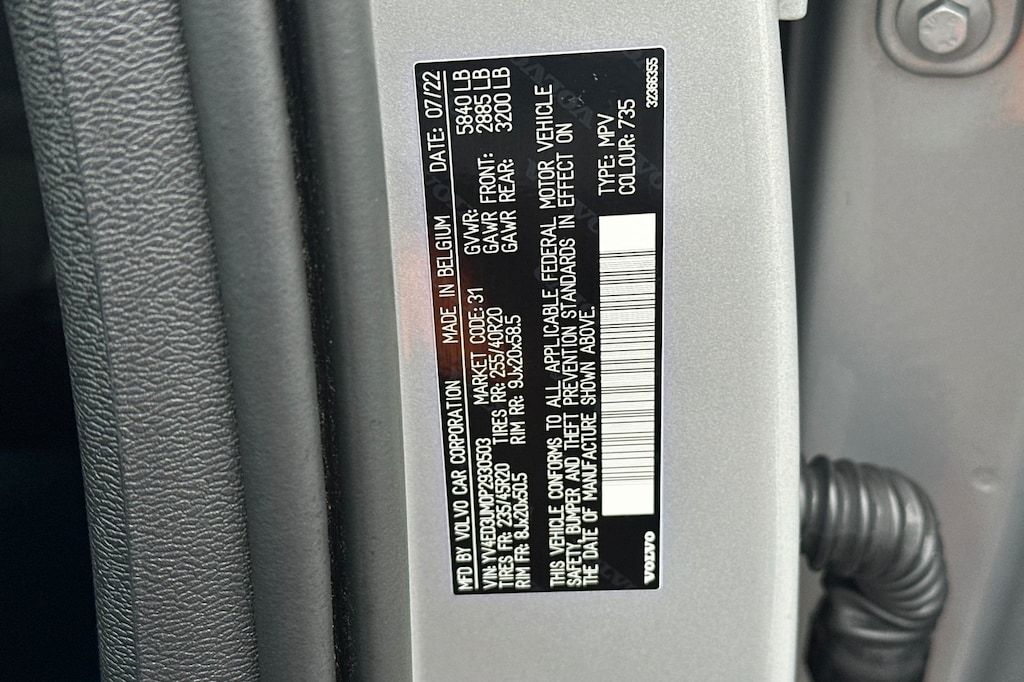 MFD BY VOLVO CAR CORPORATION MADE IN BELGIUM DATE: 07/22
VIN: YV4ED3UM0P2930503 MARKET CODE: 31 GVWR: 5840 LB
TIRES FR: 235/45R20 TIRES RR: 255/40R20 GAWR FRONT: 2885 LB
RIM FR: 8Jx20x50.5 RIM RR: 9Jx20x58.5 GAWR REAR: 3200 LB
THIS VEHICLE CONFORMS TO ALL APPLICABLE FEDERAL MOTOR VEHICLE
SAFETY, BUMPER AND THEFT PREVENTION STANDARDS IN EFFECT ON
THE DATE OF MANUFACTURE SHOWN ABOVE.
TYPE: MPV
COLOUR: 735
VOLVO 32368355